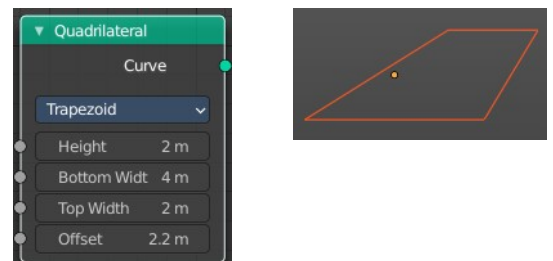 Quadrilateral
Curve
Trapezoid
Height 2 m
Bottom Widt 4 m
Top Width 2 m
Offset 2.2 m